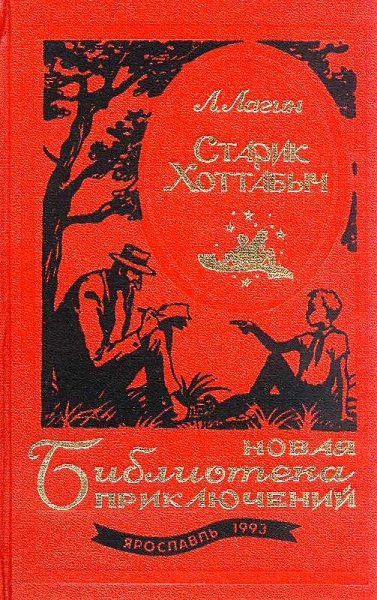 Л. Лагин
Старик
Хоттабыч
НОВАЯ
Библиотека
ПРИКЛЮЧЕНИЙ
ЯРОСЛАВЛЬ 1993